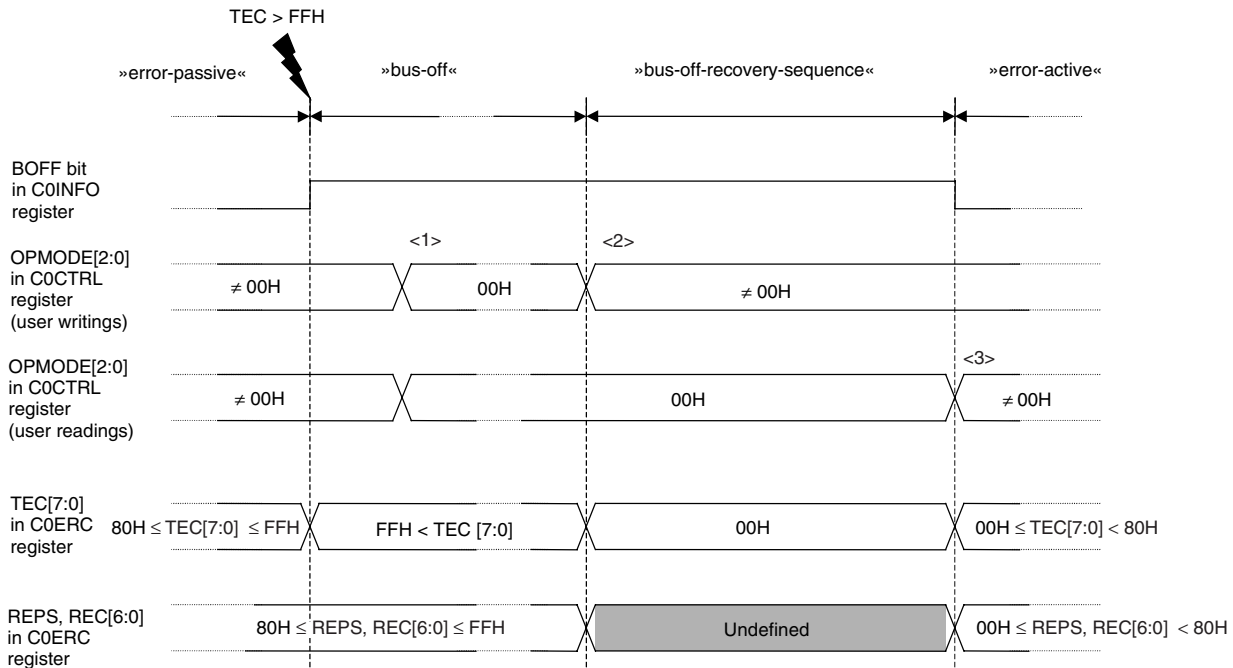 TEC > FFH
»error-passive«
»bus-off«
»bus-off-recovery-sequence«
»error-active«
BOFF bit
in C0INFO
register
<1>
<2>
OPMODE[2:0]
in C0CTRL
register
(user writings)
≠ 00H
00H
≠ 00H
<3>
OPMODE[2:0]
in C0CTRL
register
(user readings)
≠ 00H
00H
≠ 00H
TEC[7:0]
in C0ERC
register
80H ≤ TEC[7:0] ≤ FFH
FFH < TEC [7:0]
00H
00H ≤ TEC[7:0] < 80H
REPS, REC[6:0]
in C0ERC
register
80H ≤ REPS, REC[6:0] ≤ FFH
Undefined
00H ≤ REPS, REC[6:0] < 80H